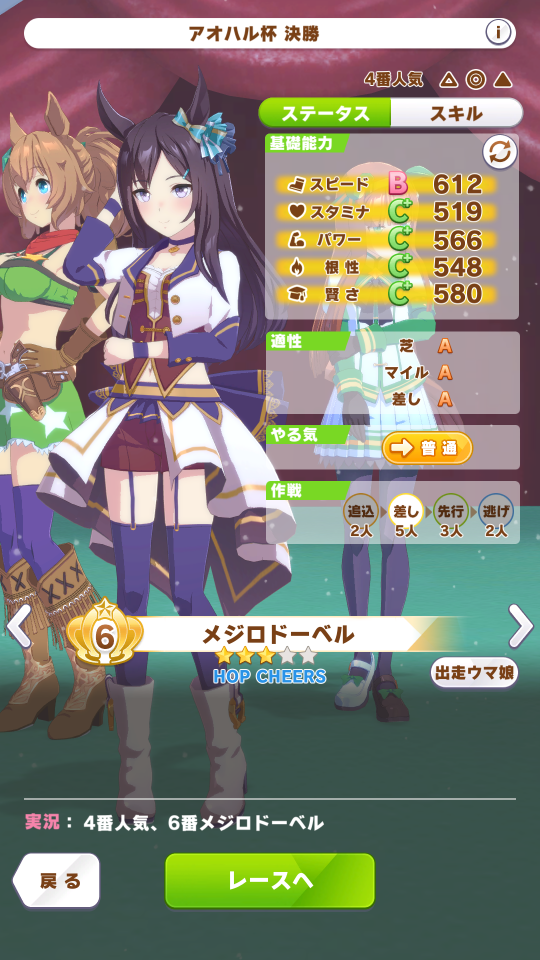 アオハル杯 決勝
i
4番人気 △ ◎ ▲
ステータス スキル
基礎能力
スピード B 612
スタミナ C+ 519
パワー C+ 566
根性 C+ 548
賢さ C+ 580
適性
芝 A
マイル A
差し A
やる気
普通
作戦
追込 差し 先行 逃げ
2人 5人 3人 2人
6 メジロドーベル
HOP CHEERS
出走ウマ娘
実況: 4番人気、6番メジロドーベル
戻る
レースへ